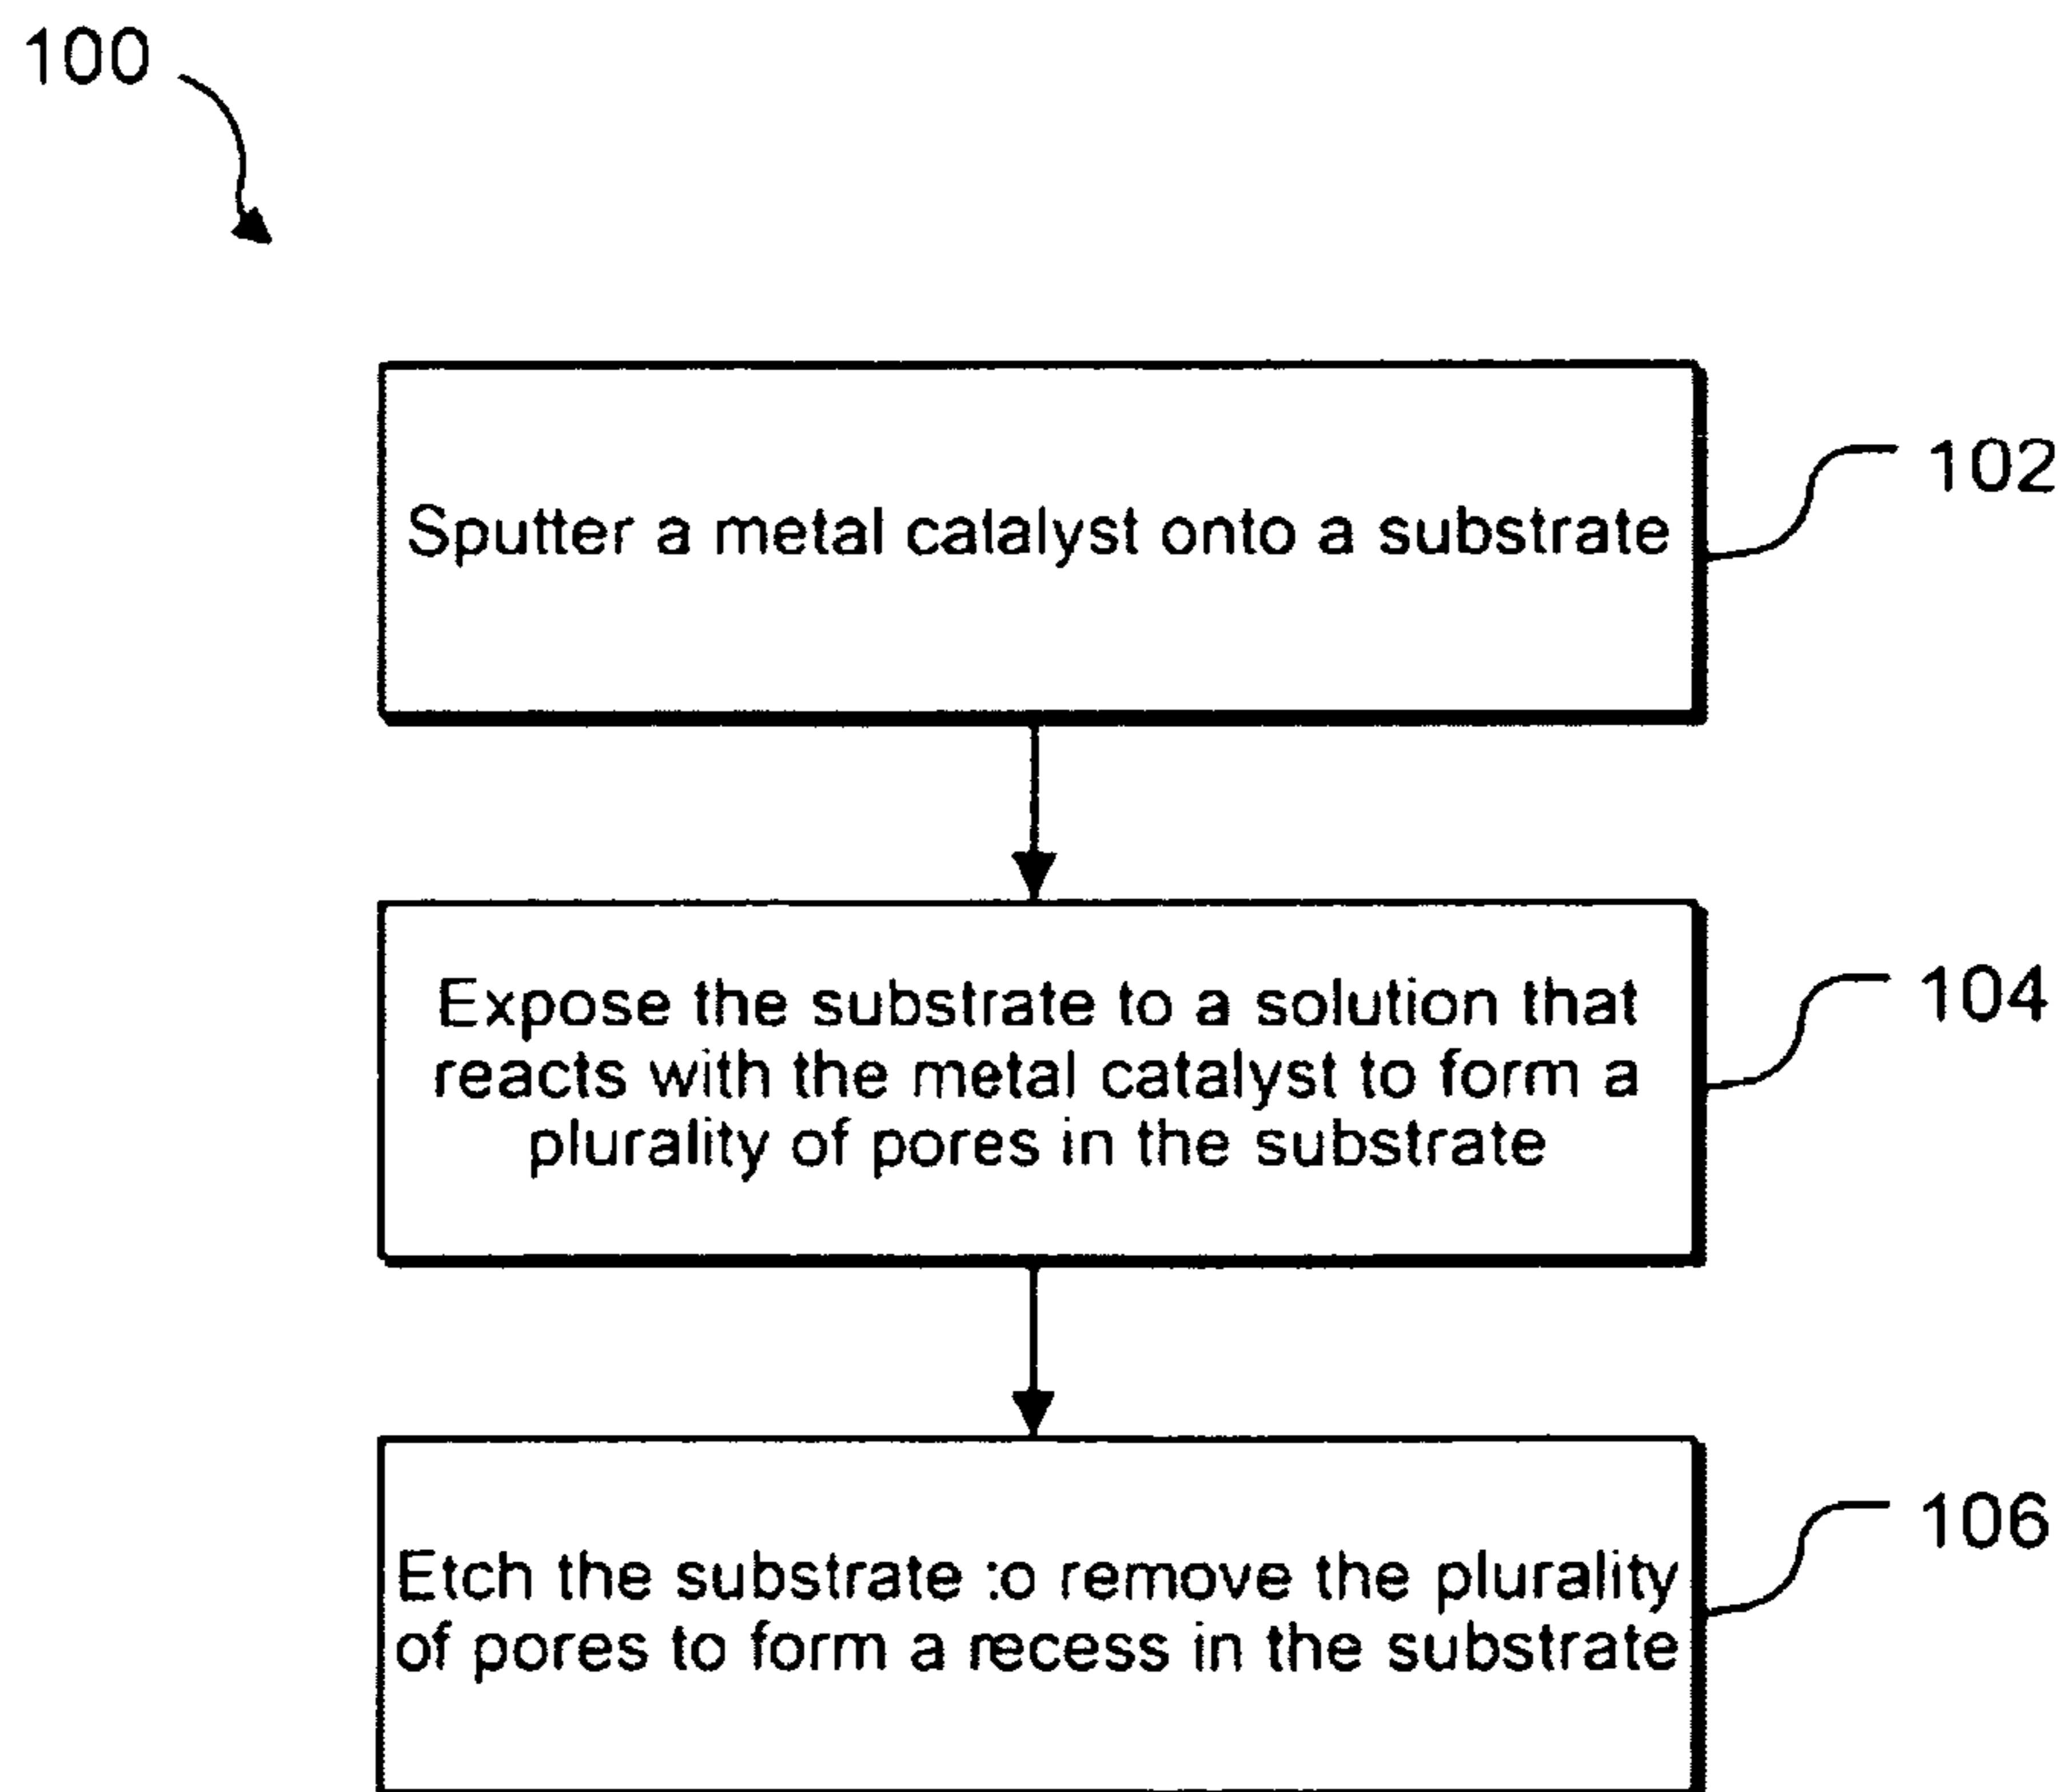 100
Sputter a metal catalyst onto a substrate
102
Expose the substrate to a solution that
reacts with the metal catalyst to form a
plurality of pores in the substrate
104
Etch the substrate :o remove the plurality
of pores to form a recess in the substrate
106